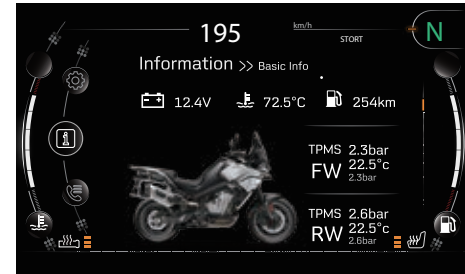 195
km/h
STORT
N
Information >> Basic Info
12.4V
72.5°C
254km
TPMS 2.3bar
FW 22.5°c
2.3bar
TPMS 2.6bar
RW 22.5°c
2.6bar